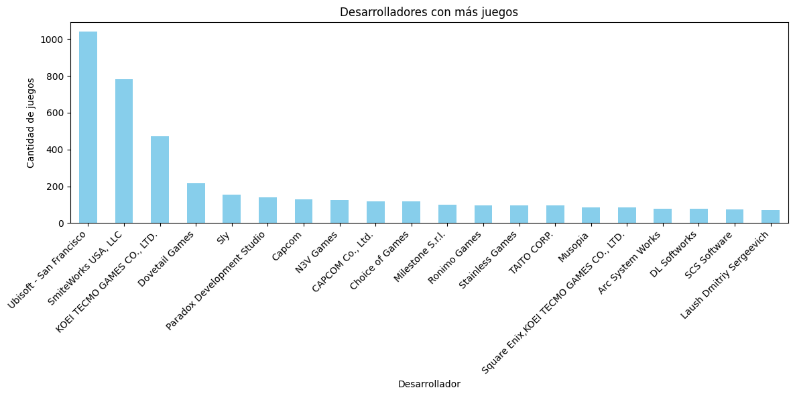 Desarrolladores con más juegos
Cantidad de juegos
1000
800
600
400
200
0
Ubisoft - San Francisco
SmiteWorks USA, LLC
KOEI TECMO GAMES CO., LTD.
Dovetail Games
Sly
Paradox Development Studio
Capcom
N3V Games
CAPCOM Co., Ltd.
Choice of Games
Milestone S.r.l.
Ronimo Games
Stainless Games
TAITO CORP.
Musopia
Square Enix,KOEI TECMO GAMES CO., LTD.
Arc System Works
DL Softworks
SCS Software
Laush Dmitriy Sergeevich
Desarrollador